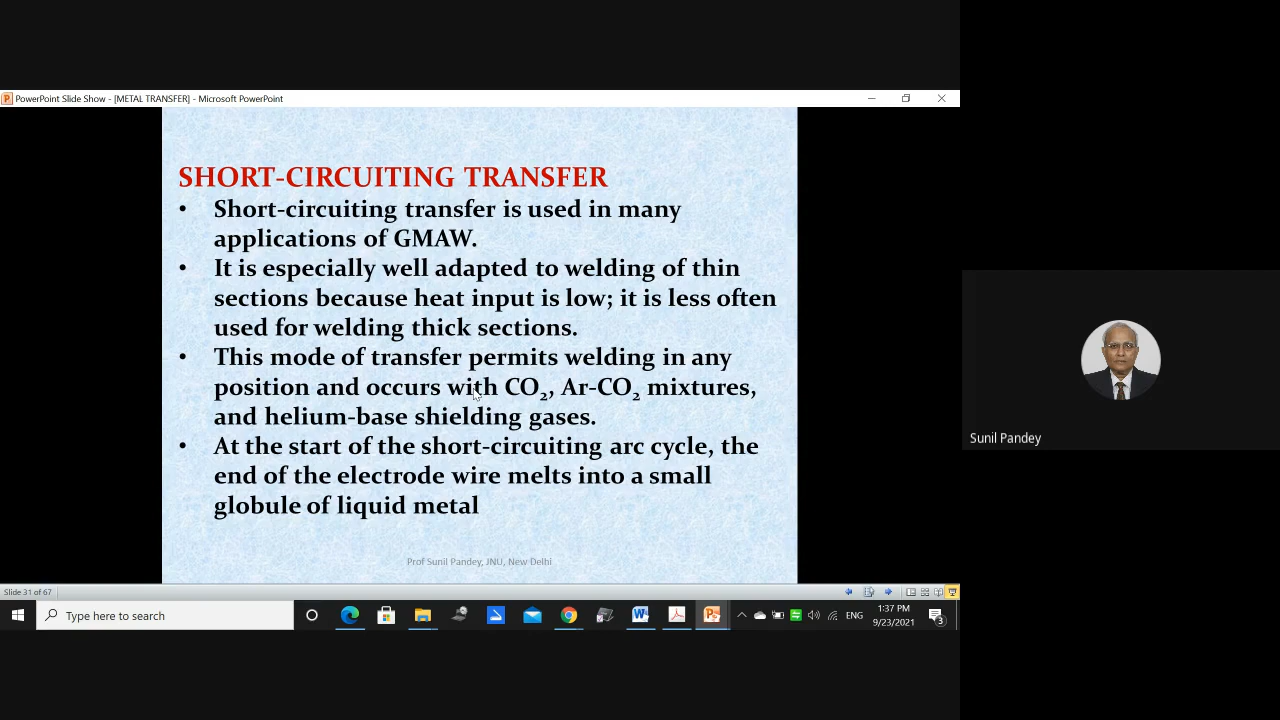 PowerPoint Slide Show - [METAL TRANSFER] - Microsoft PowerPoint
SHORT-CIRCUITING TRANSFER
• Short-circuiting transfer is used in many
applications of GMAW.
• It is especially well adapted to welding of thin
sections because heat input is low; it is less often
used for welding thick sections.
• This mode of transfer permits welding in any
position and occurs with CO₂, Ar-CO₂ mixtures,
and helium-base shielding gases.
• At the start of the short-circuiting arc cycle, the
end of the electrode wire melts into a small
globule of liquid metal
Prof Sunil Pandey, JNU, New Delhi
Sunil Pandey
Slide 31 of 67
Type here to search
ENG
1:37 PM
9/23/2021
3